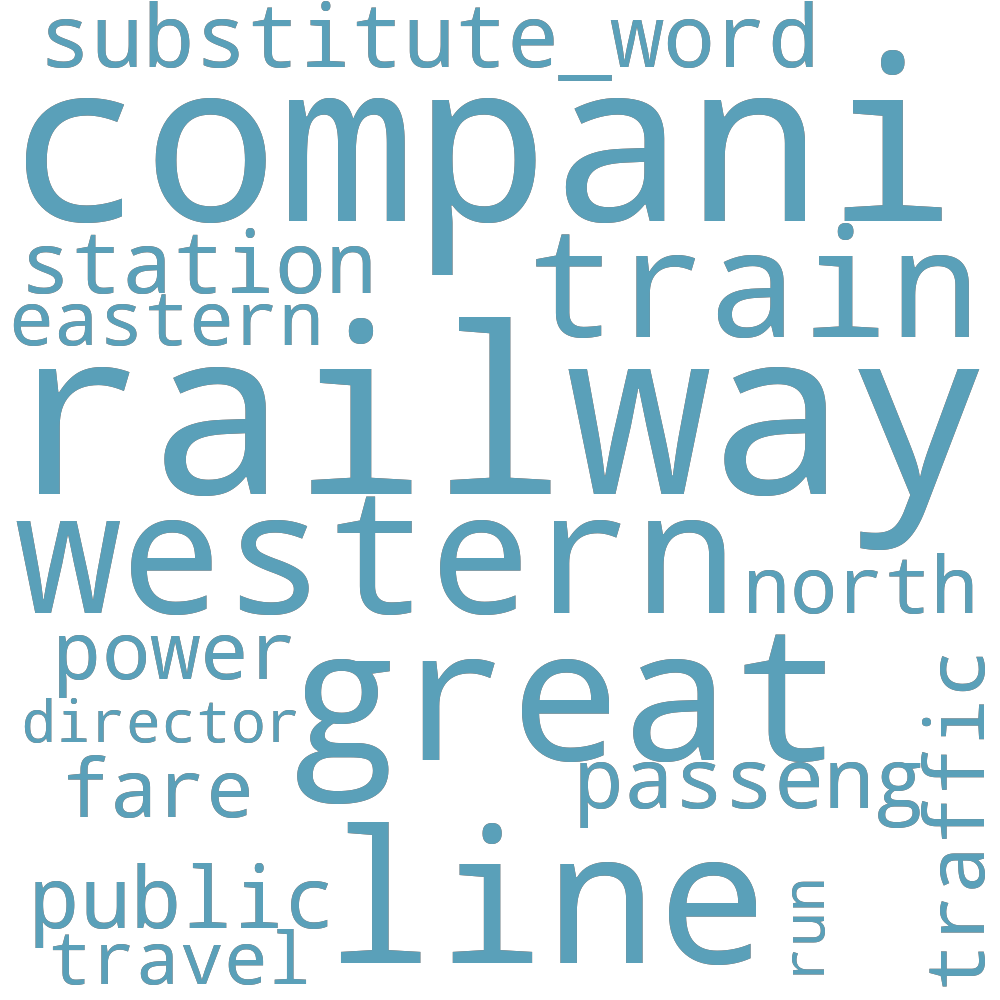 substitute_word
compani
station
train
eastern
railway
western
north
power
great
director
traffic
fare
passeng
line
public
run
travel